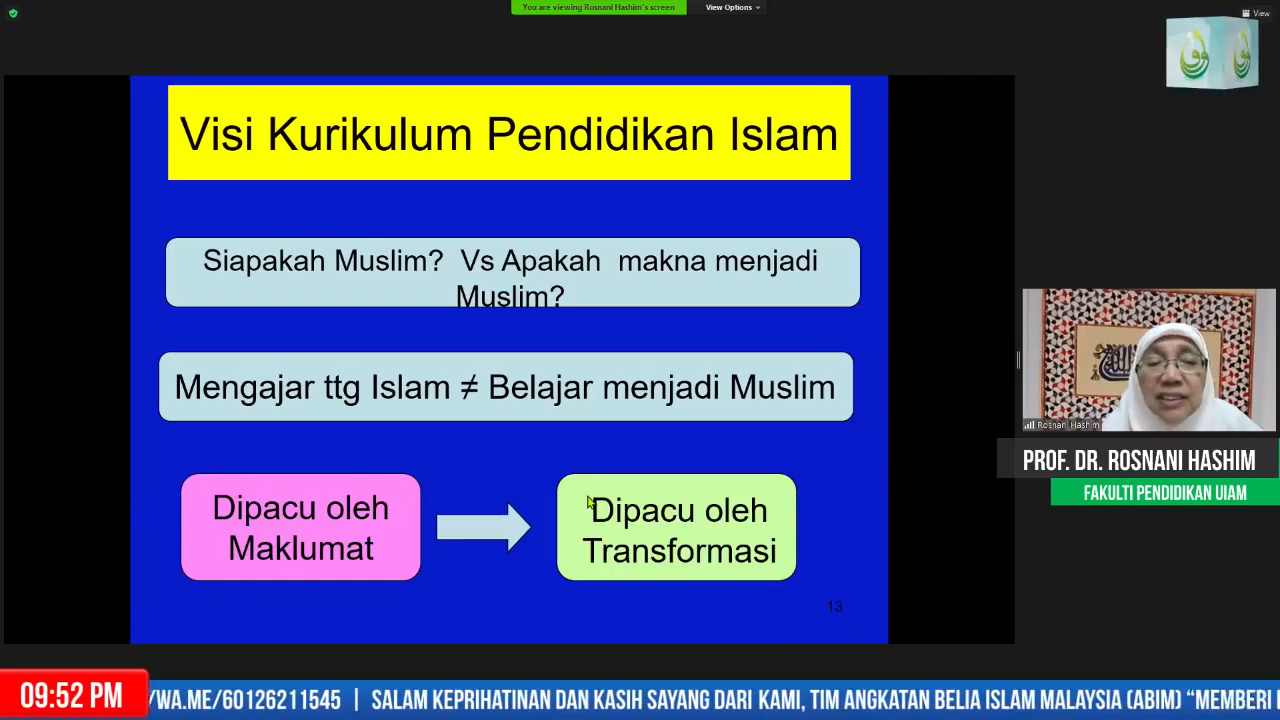 You are viewing Rosnani Hashim's screen
View Options
View
Visi Kurikulum Pendidikan Islam
Siapakah Muslim? Vs Apakah makna menjadi
Muslim?
Mengajar ttg Islam ≠ Belajar menjadi Muslim
Dipacu oleh
Maklumat
Dipacu oleh
Transformasi
13
Rosnani Hashim
PROF. DR. ROSNANI HASHIM
FAKULTI PENDIDIKAN UIAM
09:52 PM
/WA.ME/60126211545 | SALAM KEPRIHATINAN DAN KASIH SAYANG DARI KAMI, TIM ANGKATAN BELIA ISLAM MALAYSIA (ABIM) “MEMBERI